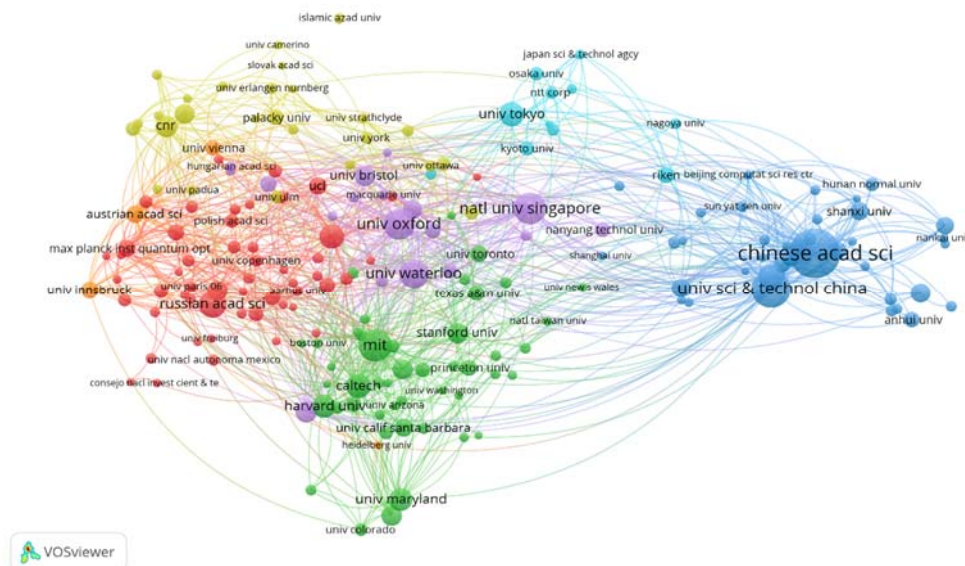 islamic azad univ
univ camerino
japan sci & technol agcy
slovak acad sci
osaka univ
univ erlangen nurnberg
ntt corp
univ tokyo
palacky univ
univ strathclyde
cnr
nagoya univ
univ york
univ vienna
kyoto univ
hungarian acad sci
univ ottawa
univ bristol
riken
beijing computat sci res ctr
univ padua
ucl
hunan normal univ
univ ulm
macquarie univ
sun yat sen univ
natl univ singapore
shanxi univ
austrian acad sci
polish acad sci
univ oxford
nanyang technol univ
nankai univ
max planck inst quantum opt
chinese acad sci
univ toronto
shanghai univ
univ copenhagen
univ waterloo
univ innsbruck
univ paris 06
aarhus univ
texas a&m univ
univ new s wales
univ sci & technol china
russian acad sci
anhui univ
natl taiwan univ
stanford univ
univ freiburg
boston univ
mit
univ nacl autonoma mexico
princeton univ
consejo nacl invest cient & te
caltech
univ washington
harvard univ
univ arizona
univ calif santa barbara
heidelberg univ
univ maryland
univ colorado
VOSviewer